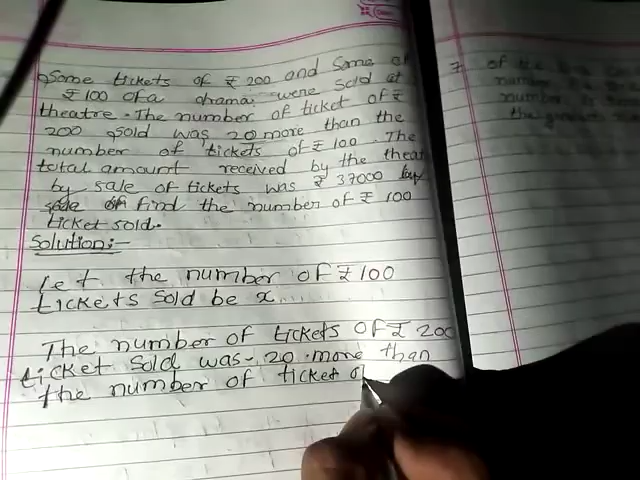 Some tickets of ₹ 200 and Some of
₹ 100 of a drama were sold at
theatre. The number of ticket of ₹
200 sold was 20 more than the
number of tickets of ₹ 100. The
total amount received by the theat
by sale of tickets was ₹ 37000
find the number of ₹ 100
ticket sold.
Solution:-
Let the number of ₹ 100
tickets sold be x.
The number of tickets of ₹ 200
ticket sold was 20 more than
the number of ticket o